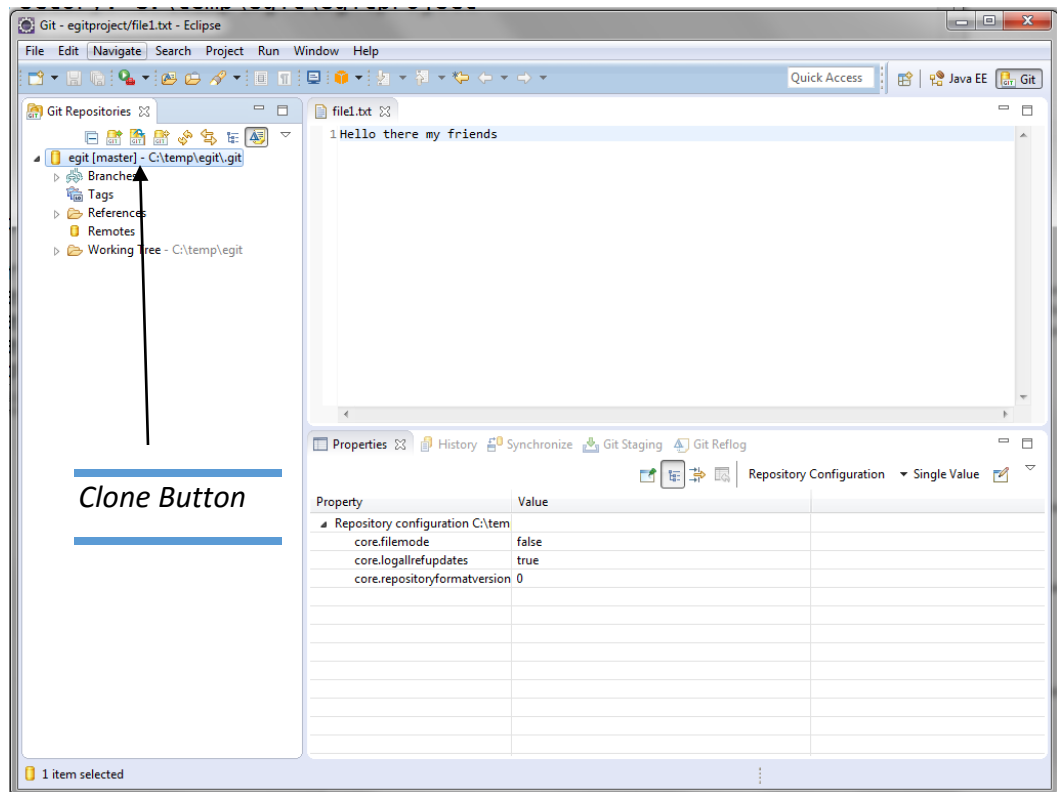 Git - egitproject/file1.txt - Eclipse
File Edit Navigate Search Project Run Window Help
Quick Access Java EE Git
Git Repositories
egit [master] - C:\temp\egit\.git
Branches
Tags
References
Remotes
Working Tree - C:\temp\egit
Clone Button
file1.txt
1 Hello there my friends
Properties History Synchronize Git Staging Git Reflog
Repository Configuration Single Value
Property Value
Repository configuration C:\tem
core.filemode false
core.logallrefupdates true
core.repositoryformatversion 0
1 item selected